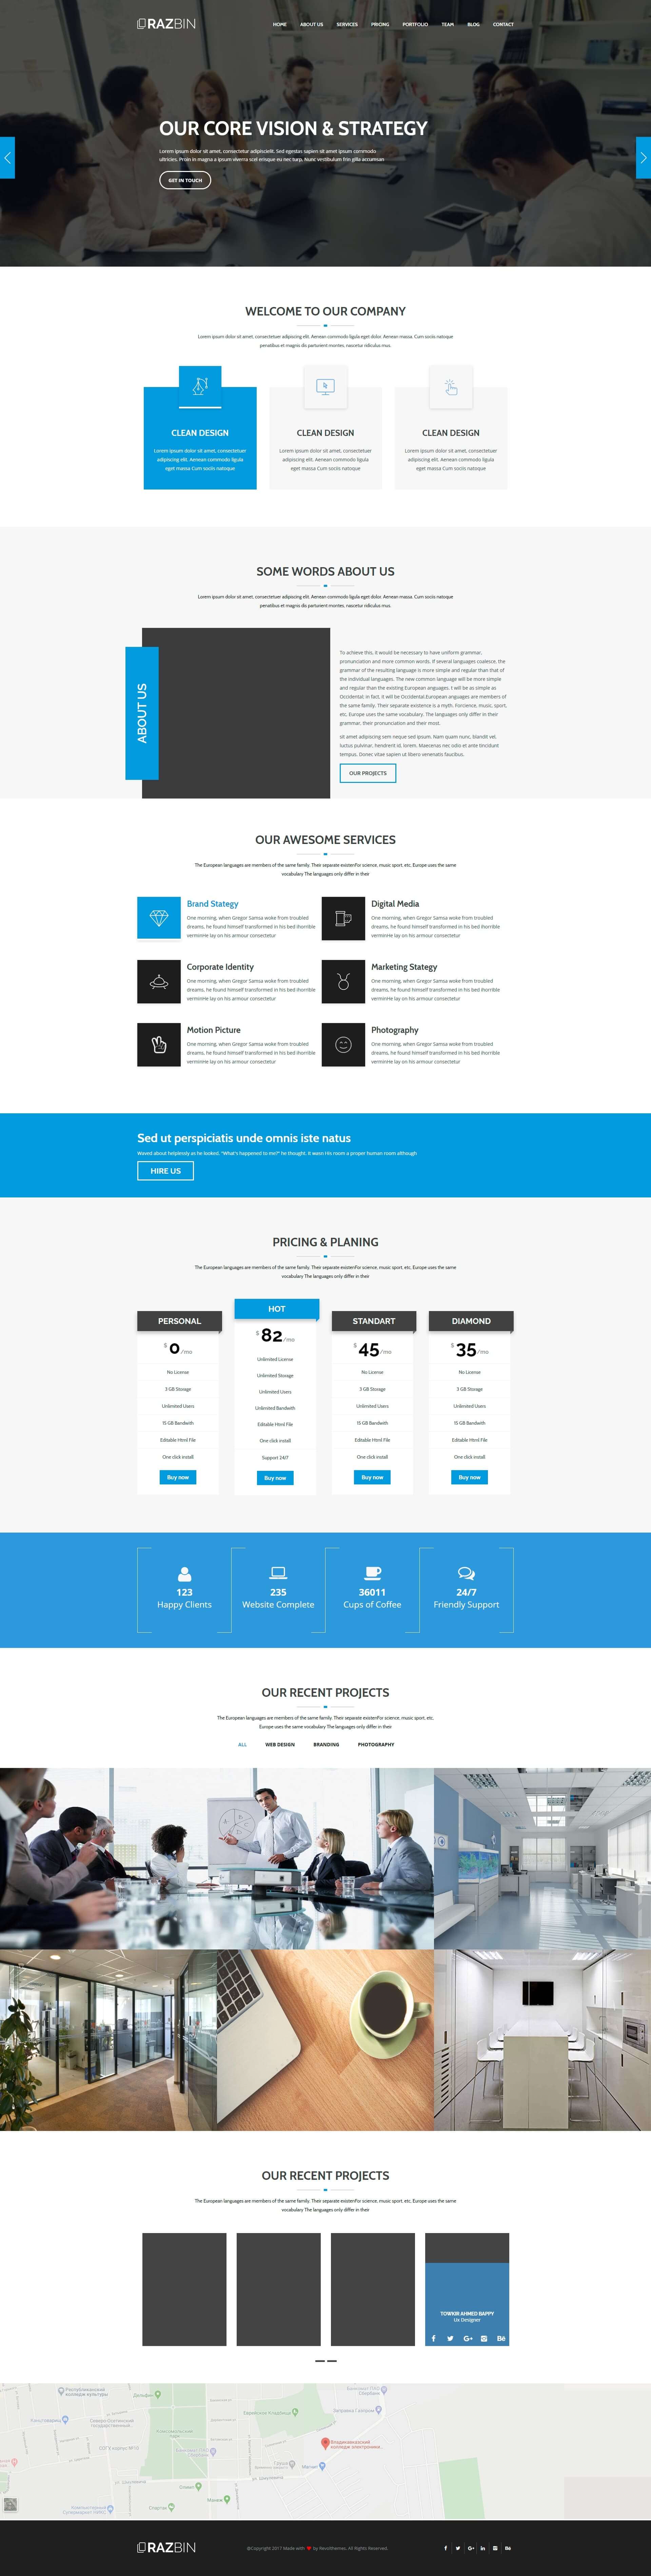 RAZBIN
HOME ABOUT US SERVICES PRICING PORTFOLIO TEAM BLOG CONTACT
OUR CORE VISION & STRATEGY
Lorem ipsum dolor sit amet, consectetur adipiscielit. Sed egestas sapien sit amet ipsum commodo
ultricies. Proin in magna a ipsum viverra scel erisque eu nec turp. Nunc vestibulum frin gilla accumsan
GET IN TOUCH
WELCOME TO OUR COMPANY
Lorem ipsum dolor sit amet, consectetuer adipiscing elit. Aenean commodo ligula eget dolor. Aenean massa. Cum sociis natoque
penatibus et magnis dis parturient montes, nascetur ridiculus mus.
CLEAN DESIGN
Lorem ipsum dolor sit amet, consectetuer
adipiscing elit. Aenean commodo ligula
eget massa Cum sociis natoque
CLEAN DESIGN
Lorem ipsum dolor sit amet, consectetuer
adipiscing elit. Aenean commodo ligula
eget massa Cum sociis natoque
CLEAN DESIGN
Lorem ipsum dolor sit amet, consectetuer
adipiscing elit. Aenean commodo ligula
eget massa Cum sociis natoque
SOME WORDS ABOUT US
Lorem ipsum dolor sit amet, consectetuer adipiscing elit. Aenean commodo ligula eget dolor. Aenean massa. Cum sociis natoque
penatibus et magnis dis parturient montes, nascetur ridiculus mus.
ABOUT US
To achieve this, it would be necessary to have uniform grammar,
pronunciation and more common words. If several languages coalesce, the
grammar of the resulting language is more simple and regular than that of
the individual languages. The new common language will be more simple
and regular than the existing European anguages, t will be as simple as
Occidental; in fact, it will be Occidental.European anguages are members of
the same family. Their separate existence is a myth. Forcience, music, sport,
etc, Europe uses the same vocabulary. The languages only differ in their
grammar, their pronunciation and their most.
sit amet adipiscing sem neque sed ipsum. Nam quam nunc, blandit vel,
luctus pulvinar, hendrerit id, lorem. Maecenas nec odio et ante tincidunt
tempus. Donec vitae sapien ut libero venenatis faucibus.
OUR PROJECTS
OUR AWESOME SERVICES
The European languages are members of the same family. Their separate existenFor science, music sport, etc, Europe uses the same
vocabulary The languages only differ in their
Brand Stategy
One morning, when Gregor Samsa woke from troubled
dreams, he found himself transformed in his bed ihorrible
verminHe lay on his armour consectetur
Digital Media
One morning, when Gregor Samsa woke from troubled
dreams, he found himself transformed in his bed ihorrible
verminHe lay on his armour consectetur
Corporate Identity
One morning, when Gregor Samsa woke from troubled
dreams, he found himself transformed in his bed ihorrible
verminHe lay on his armour consectetur
Marketing Stategy
One morning, when Gregor Samsa woke from troubled
dreams, he found himself transformed in his bed ihorrible
verminHe lay on his armour consectetur
Motion Picture
One morning, when Gregor Samsa woke from troubled
dreams, he found himself transformed in his bed ihorrible
verminHe lay on his armour consectetur
Photography
One morning, when Gregor Samsa woke from troubled
dreams, he found himself transformed in his bed ihorrible
verminHe lay on his armour consectetur
Sed ut perspiciatis unde omnis iste natus
Waved about helplessly as he looked. "What's happened to me?" he thought. It wasn His room a proper human room although
HIRE US
PRICING & PLANING
The European languages are members of the same family. Their separate existenFor science, music sport, etc, Europe uses the same
vocabulary The languages only differ in their
PERSONAL
$ 0 /mo
No License
3 GB Storage
Unlimited Users
15 GB Bandwith
Editable Html File
One click install
Buy now
HOT
$ 82 /mo
Unlimited License
Unlimited Storage
Unlimited Users
Unlimited Bandwith
Editable Html File
One click install
Support 24/7
Buy now
STANDART
$ 45 /mo
No License
3 GB Storage
Unlimited Users
15 GB Bandwith
Editable Html File
One click install
Buy now
DIAMOND
$ 35 /mo
No License
3 GB Storage
Unlimited Users
15 GB Bandwith
Editable Html File
One click install
Buy now
123
Happy Clients
235
Website Complete
36011
Cups of Coffee
24/7
Friendly Support
OUR RECENT PROJECTS
The European languages are members of the same family. Their separate existenFor science, music sport, etc,
Europe uses the same vocabulary The languages only differ in their
ALL WEB DESIGN BRANDING PHOTOGRAPHY
OUR RECENT PROJECTS
The European languages are members of the same family. Their separate existenFor science, music sport, etc, Europe uses the same
vocabulary The languages only differ in their
TOWKIR AHMED BAPPY
Ux Designer
Республиканский
колледж культуры
Дельфин
Северо-Осетинский
Государственный...
Владикавказский
колледж электроники...
Магнит
Спартак
RAZBIN
@Copyright 2017 Made with ❤ by Revolthemes. All Rights Reserved.